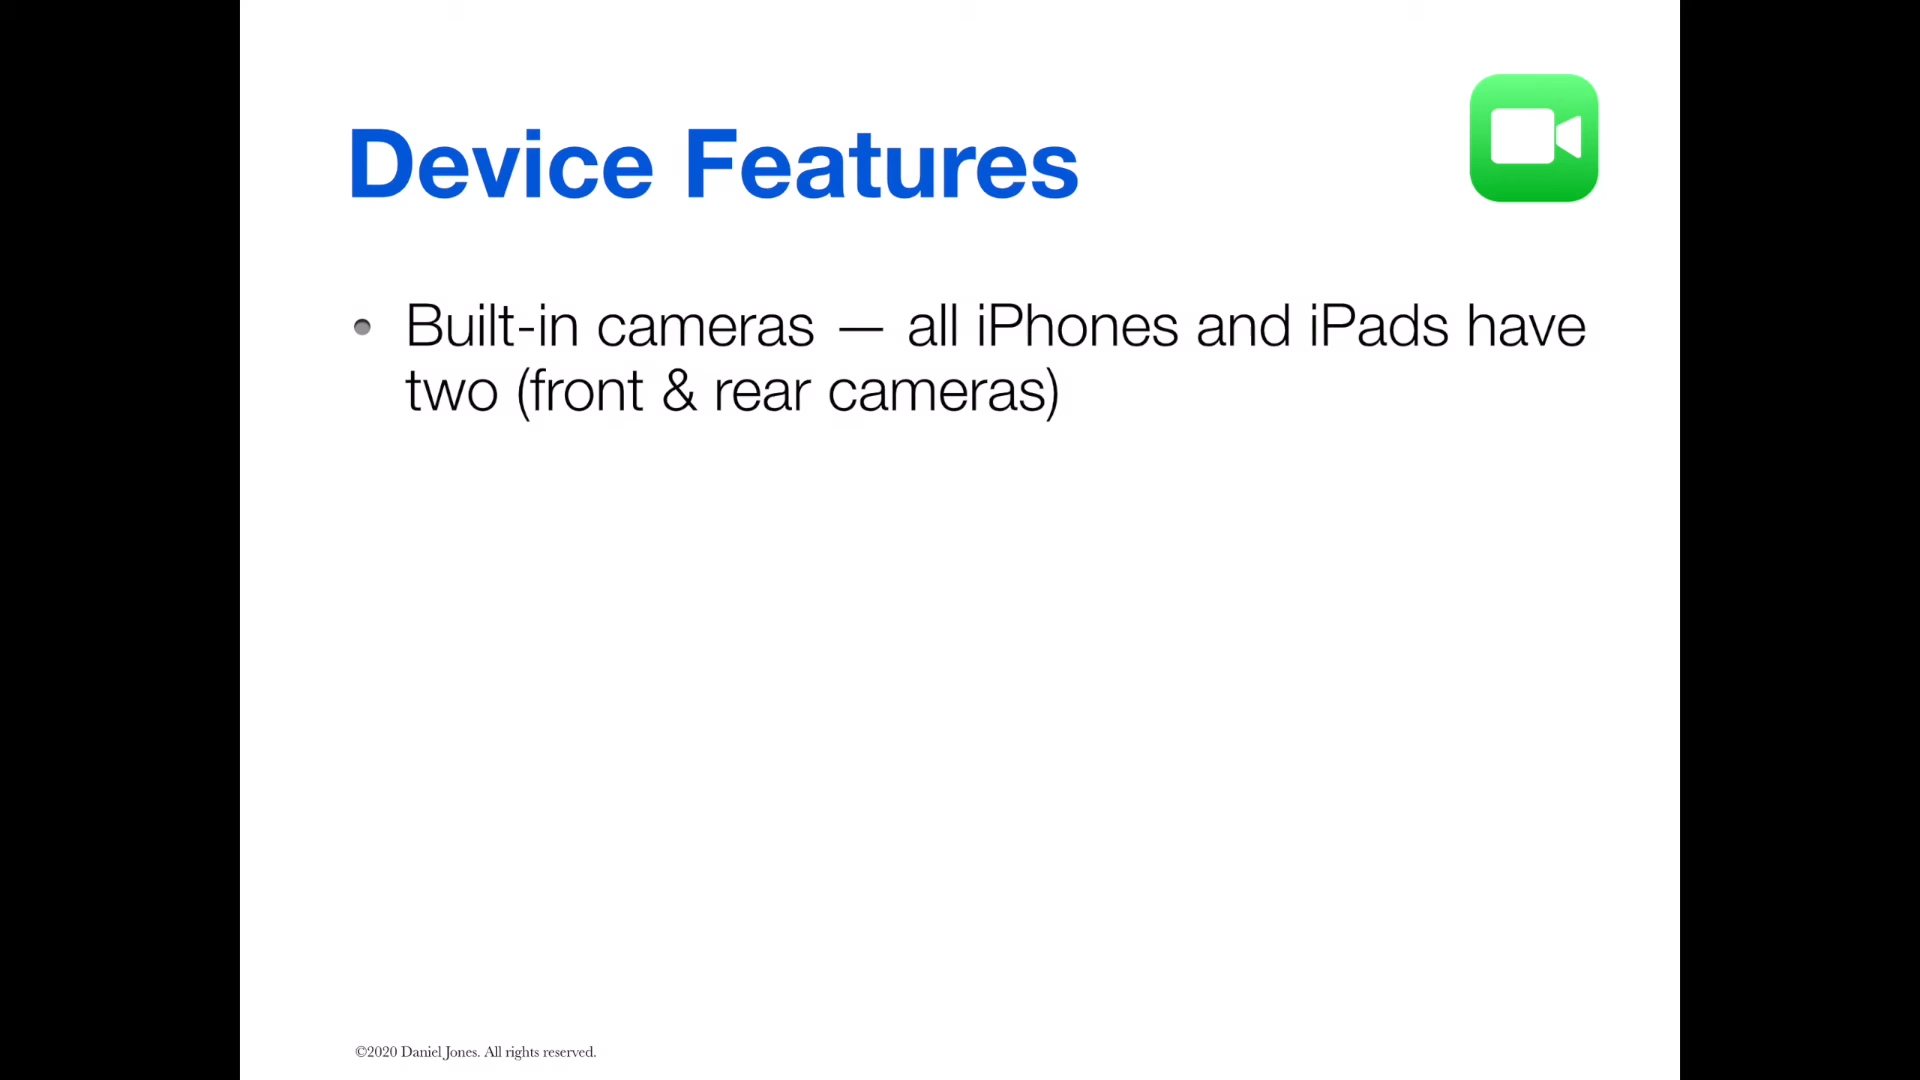 Device Features
• Built-in cameras — all iPhones and iPads have
two (front & rear cameras)
©2020 Daniel Jones. All rights reserved.